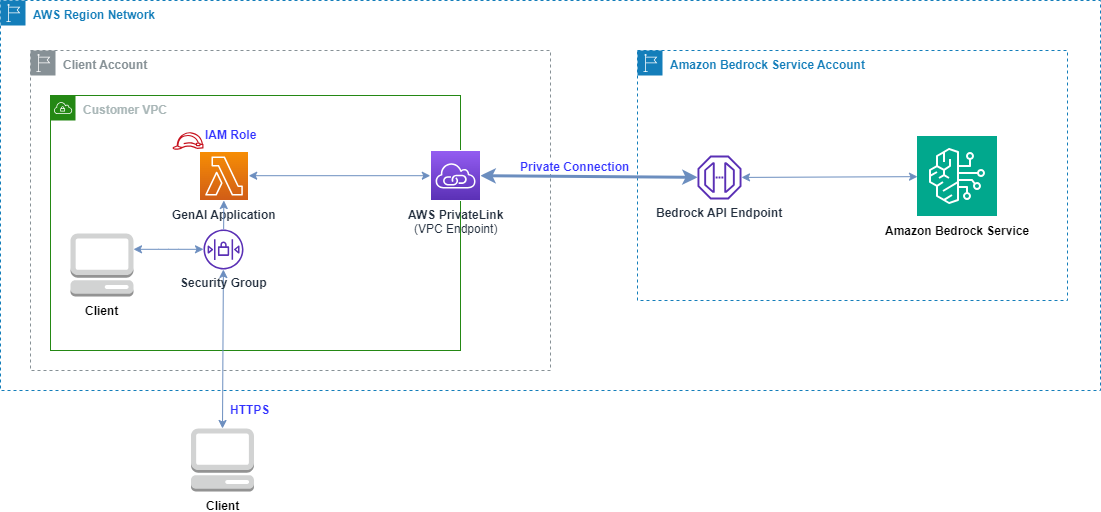 AWS Region Network
Client Account
Amazon Bedrock Service Account
Customer VPC
IAM Role
Private Connection
GenAI Application
AWS PrivateLink
(VPC Endpoint)
Bedrock API Endpoint
Amazon Bedrock Service
Security Group
Client
HTTPS
Client